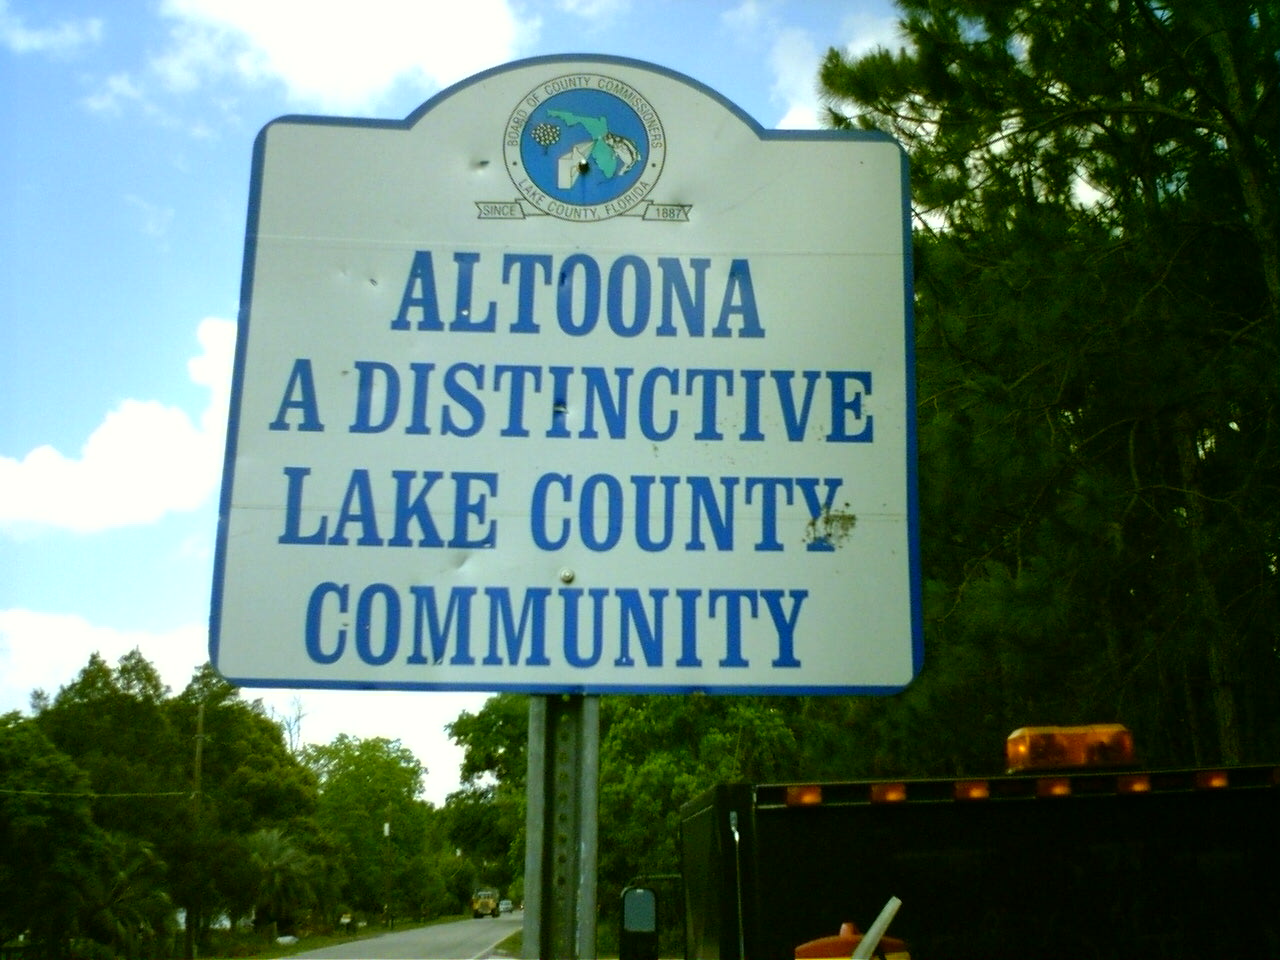 BOARD OF COUNTY COMMISSIONERS
LAKE COUNTY, FLORIDA
SINCE 1887
ALTOONA
A DISTINCTIVE
LAKE COUNTY
COMMUNITY